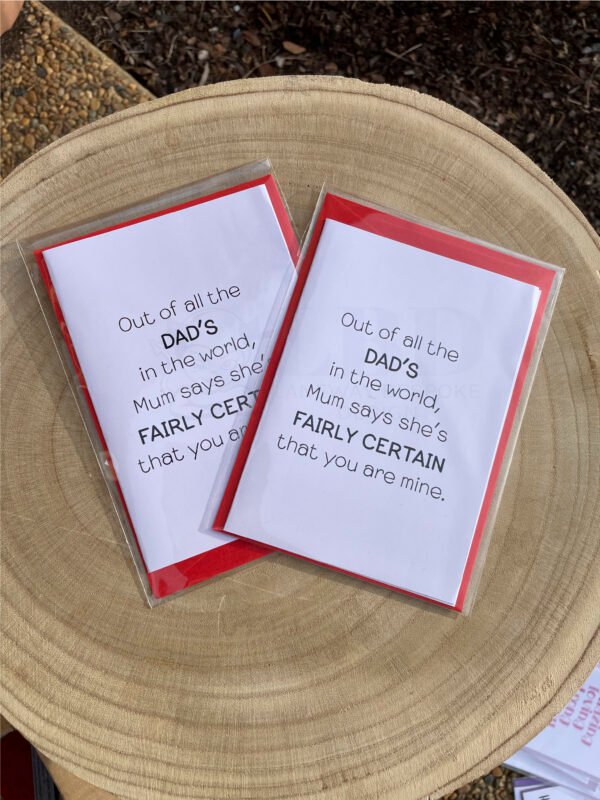 Out of all the
DAD'S
in the world,
Mum says she's
FAIRLY CERT
that you ar
Out of all the
DAD'S
in the world,
Mum says she's
FAIRLY CERTAIN
that you are mine.
loving